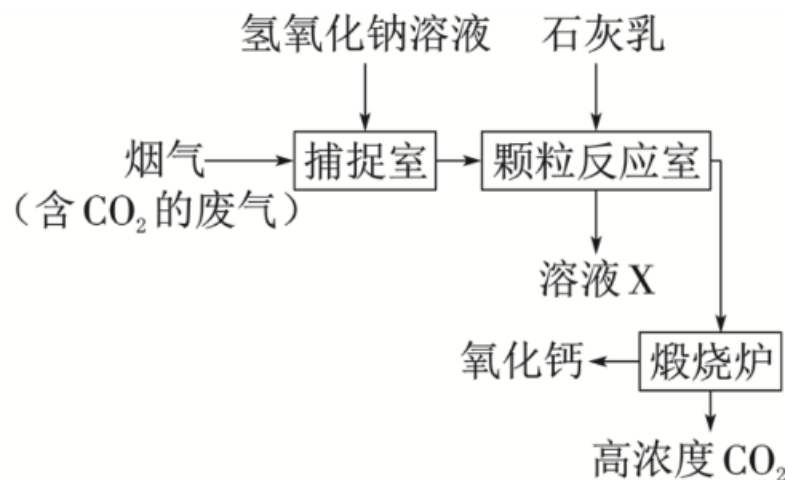 氢氧化钠溶液 石灰乳
烟气 捕捉室 颗粒反应室
（含CO₂的废气）
溶液X
氧化钙 煅烧炉
高浓度CO₂